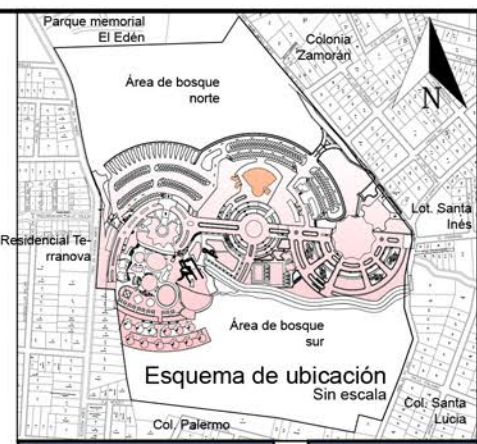 Parque memorial
El Edén
Colonia
Zamorán
Área de bosque
norte
N
Lot. Santa
Inés
Residencial Te-
rranova
Área de bosque
sur
Esquema de ubicación
Sin escala
Col. Santa
Lucia
Col. Palermo